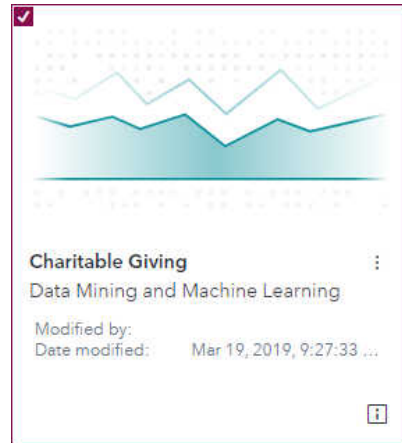 Charitable Giving
Data Mining and Machine Learning
Modified by:
Date modified: Mar 19, 2019, 9:27:33 ...